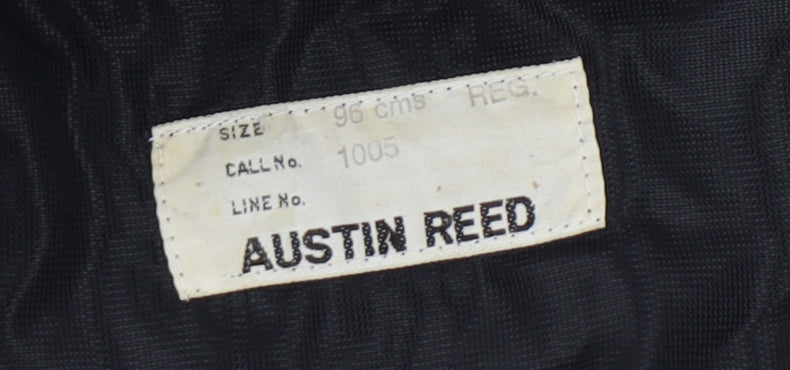 SIZE 96 cms REG.
CALL No. 1005
LINE No.
AUSTIN REED